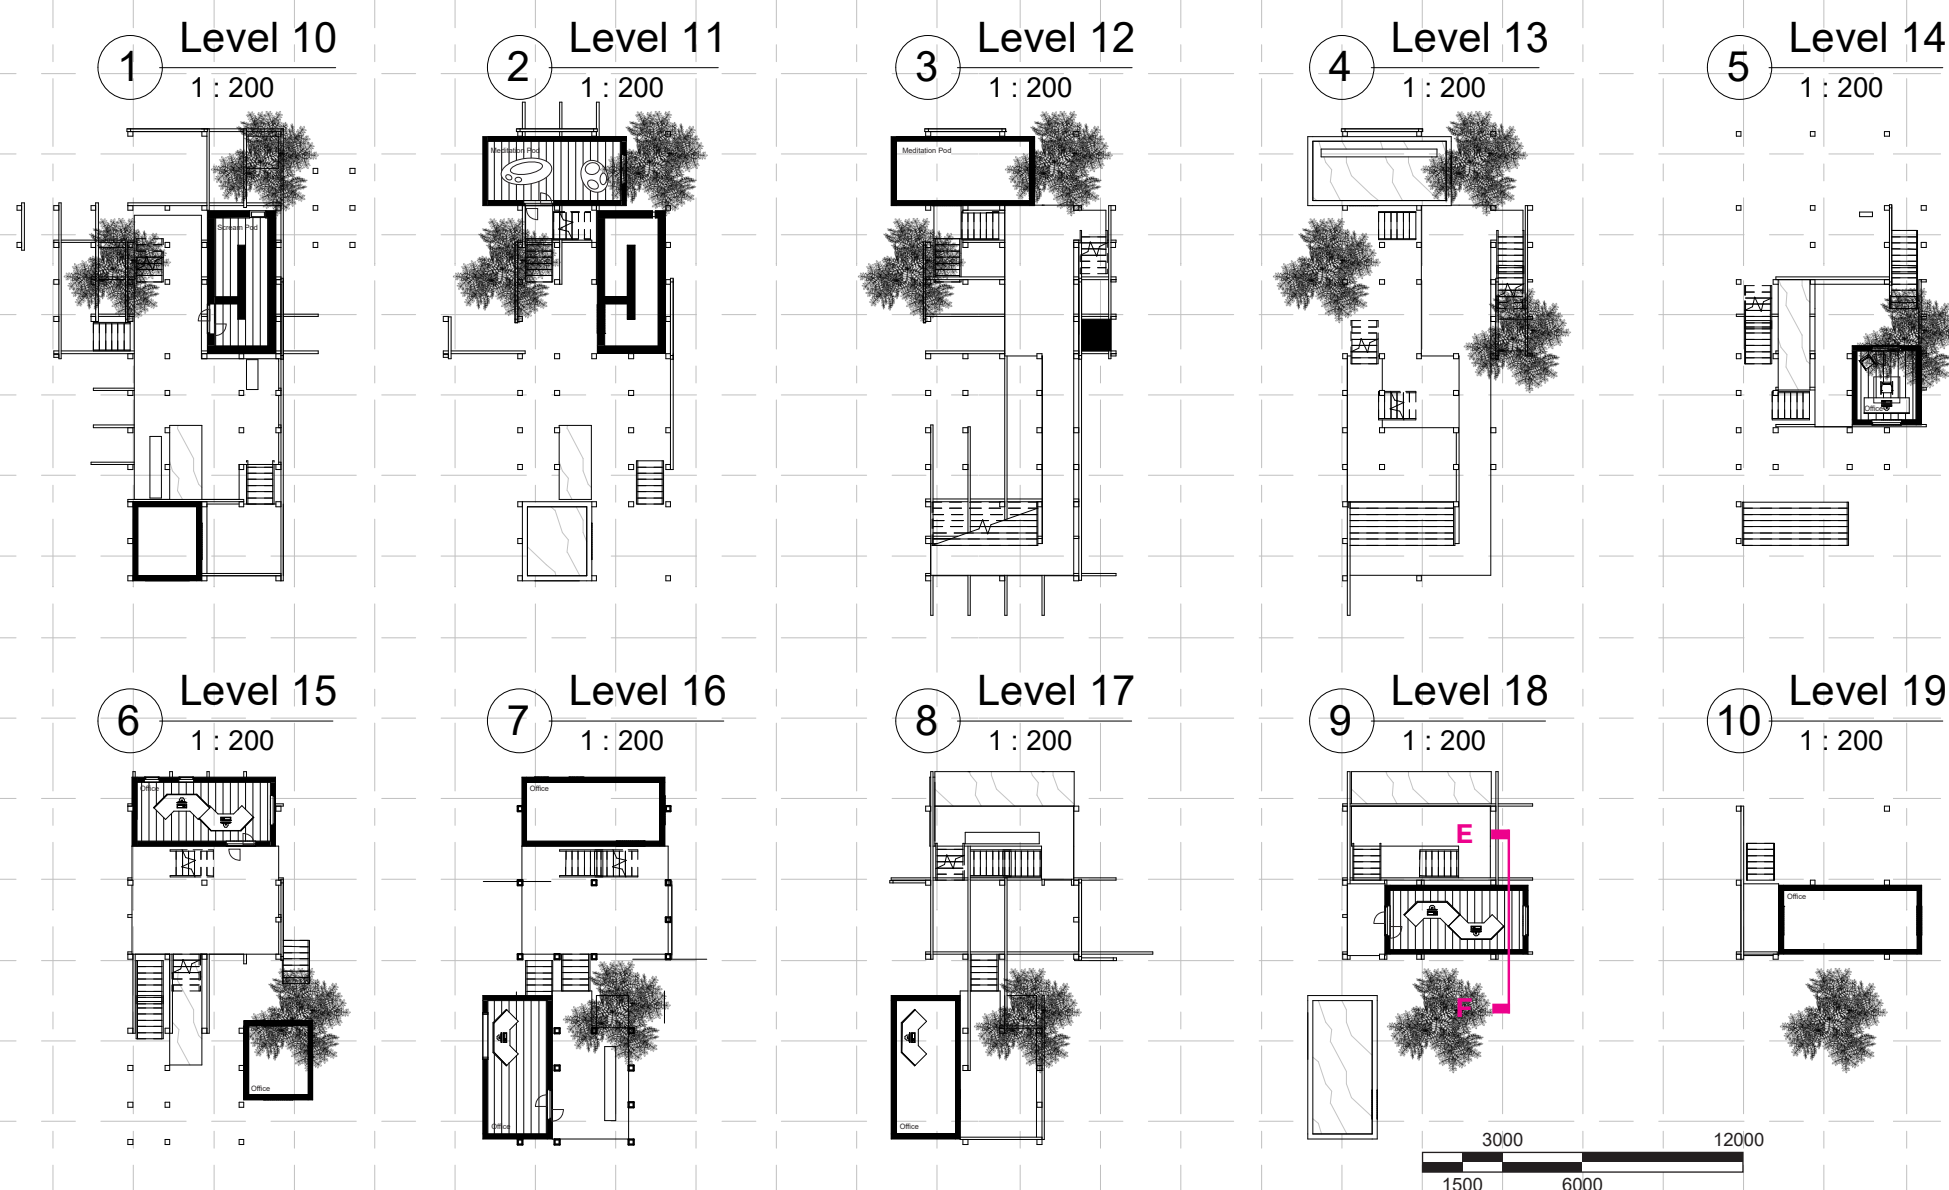 1 Level 10
1 : 200
2 Level 11
1 : 200
3 Level 12
1 : 200
4 Level 13
1 : 200
5 Level 14
1 : 200
Scream Pod
Meditation Pod
Meditation Pod
Office
6 Level 15
1 : 200
7 Level 16
1 : 200
8 Level 17
1 : 200
9 Level 18
1 : 200
10 Level 19
1 : 200
Office
Office
Office
Office
Office
E
F
Office
3000 12000
1500 6000